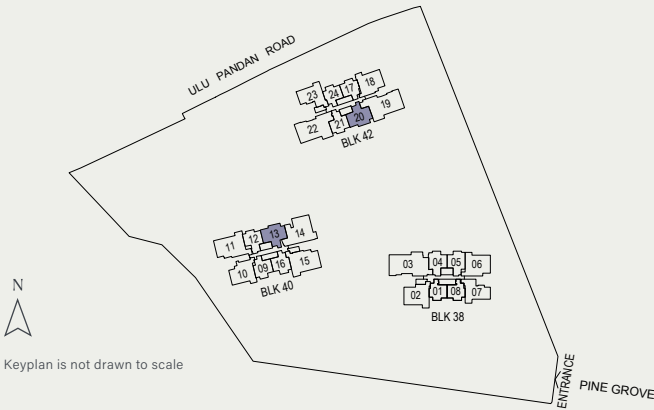 ULU PANDAN ROAD
23 24 17 18
22 21 20 19
BLK 42
11 12 13 14
10 09 16 15
BLK 40
03 04 05 06
02 01 08 07
BLK 38
N
Keyplan is not drawn to scale
ENTRANCE
PINE GROVE